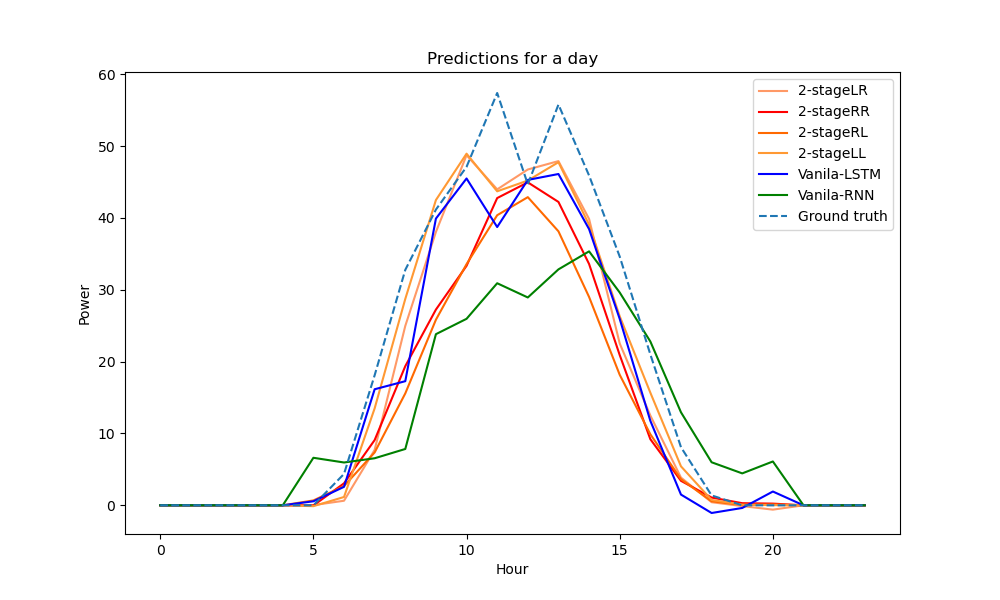 Predictions for a day
60
50
40
30
20
10
0
Power
2-stageLR
2-stageRR
2-stageRL
2-stageLL
Vanila-LSTM
Vanila-RNN
Ground truth
0 5 10 15 20
Hour